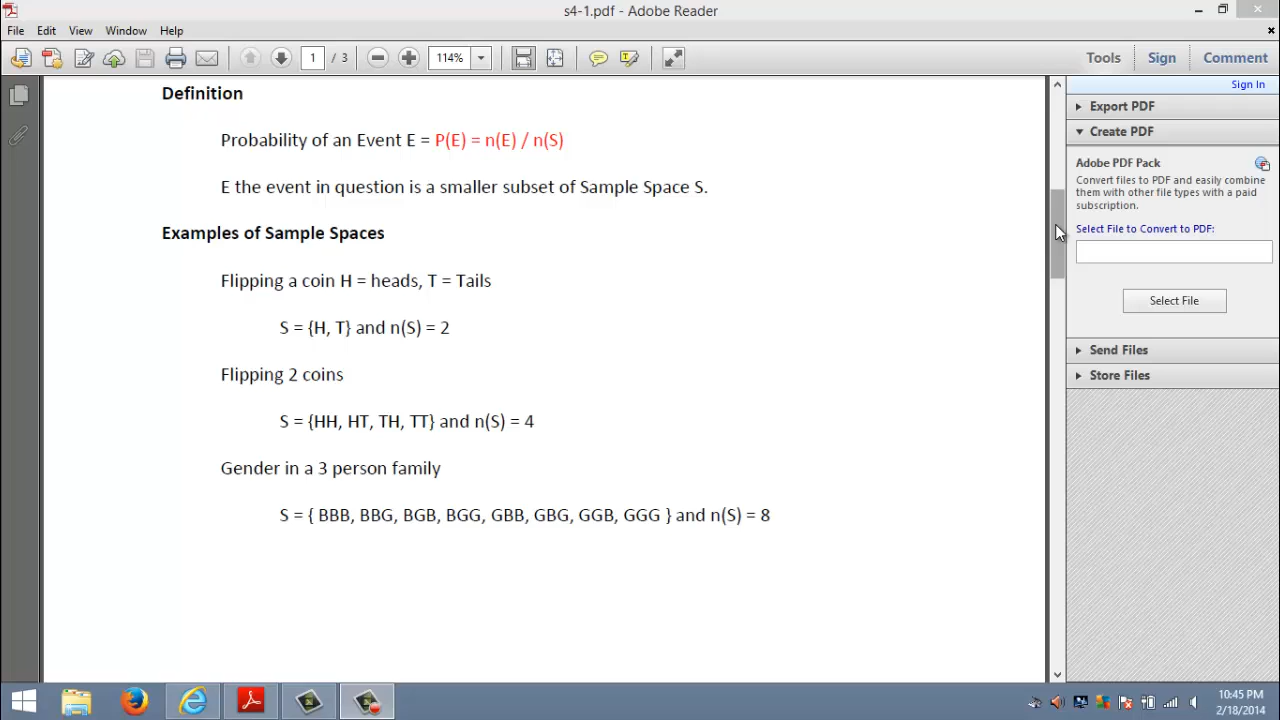 s4-1.pdf - Adobe Reader
File Edit View Window Help
1 / 3 114% Tools Sign Comment
Sign In
Export PDF
Create PDF
Adobe PDF Pack
Convert files to PDF and easily combine
them with other file types with a paid
subscription.
Select File to Convert to PDF:
Select File
Send Files
Store Files
Definition
Probability of an Event E = P(E) = n(E) / n(S)
E the event in question is a smaller subset of Sample Space S.
Examples of Sample Spaces
Flipping a coin H = heads, T = Tails
S = {H, T} and n(S) = 2
Flipping 2 coins
S = {HH, HT, TH, TT} and n(S) = 4
Gender in a 3 person family
S = { BBB, BBG, BGB, BGG, GBB, GBG, GGB, GGG } and n(S) = 8
10:45 PM
2/18/2014